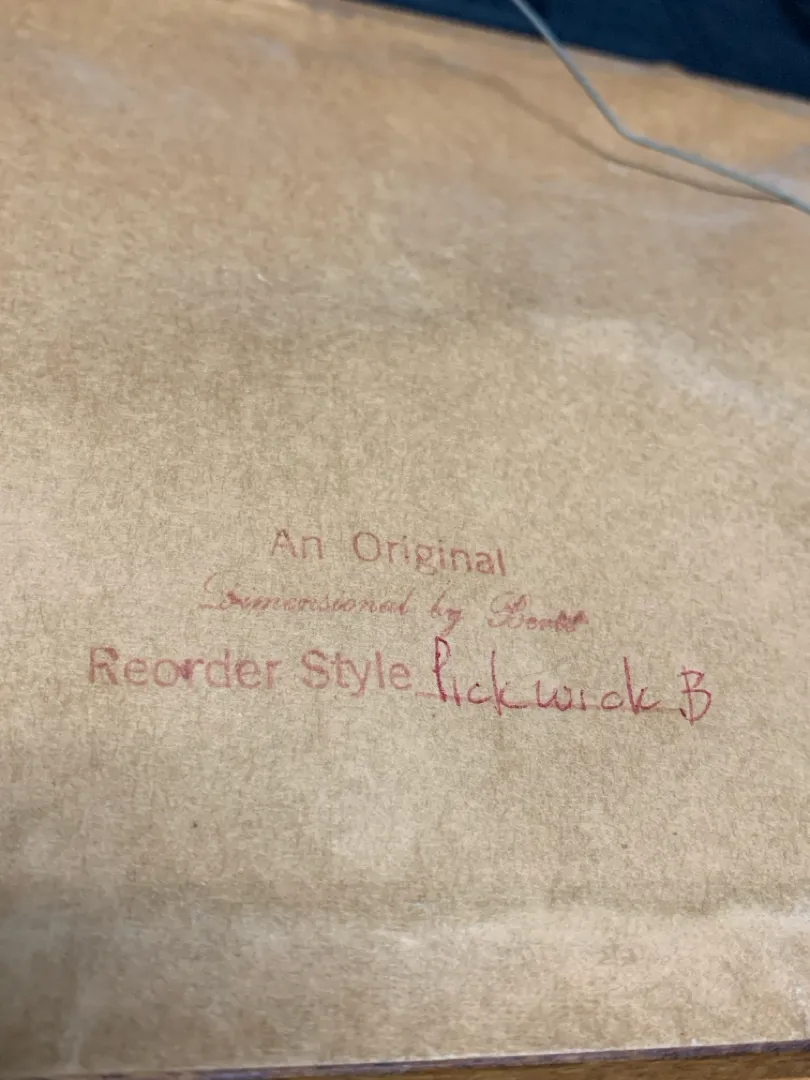 An Original
Dimensional by
Reorder Style Pickwick B